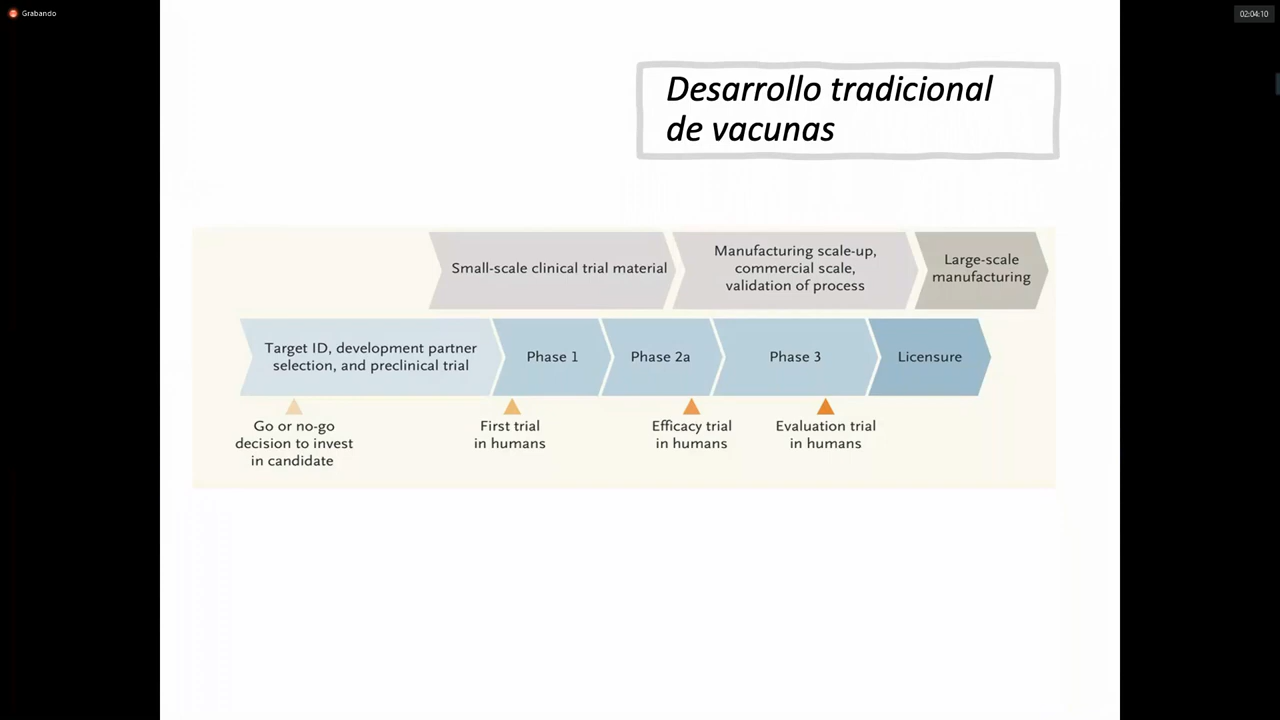 Grabando
02:04:10
Desarrollo tradicional
de vacunas
Small-scale clinical trial material
Manufacturing scale-up,
commercial scale,
validation of process
Large-scale
manufacturing
Target ID, development partner
selection, and preclinical trial
Phase 1
Phase 2a
Phase 3
Licensure
Go or no-go
decision to invest
in candidate
First trial
in humans
Efficacy trial
in humans
Evaluation trial
in humans